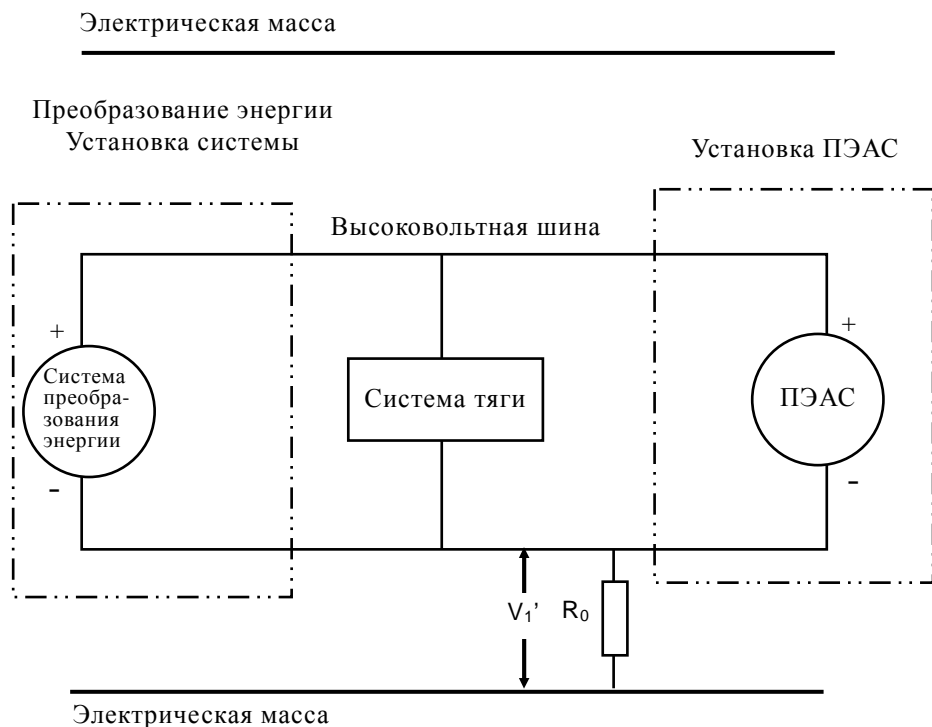 Электрическая масса
Преобразование энергии
Установка системы
Установка ПЭАС
Высоковольтная шина
+
+
Система
преобра-
зования
энергии
Система тяги
ПЭАС
-
-
V₁’
R₀
Электрическая масса